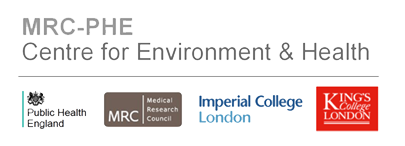 MRC-PHE
Centre for Environment & Health
Public Health
England
MRC
Medical
Research
Council
Imperial College
London
KING'S
College
LONDON